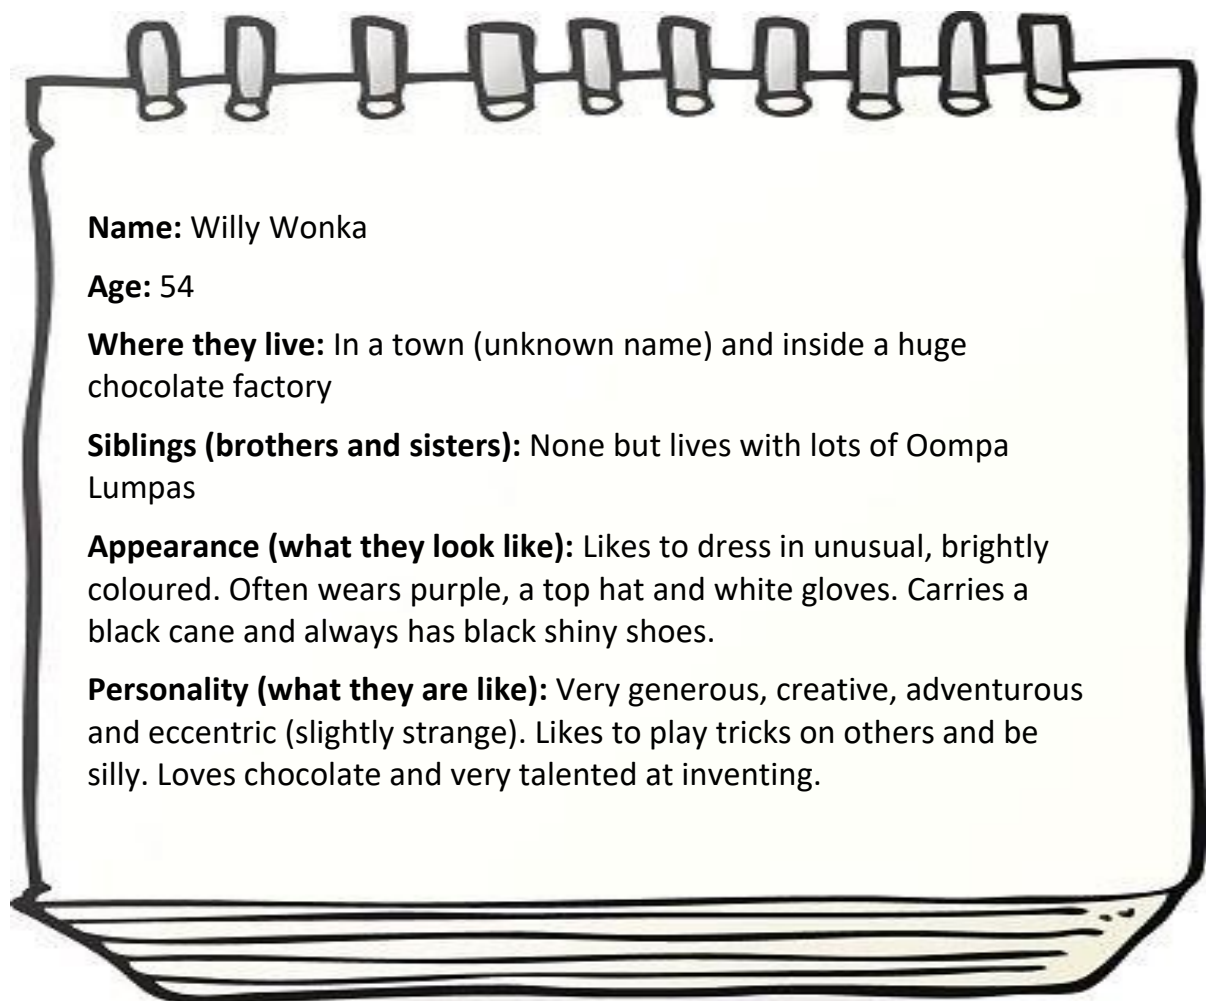 Name: Willy Wonka
Age: 54
Where they live: In a town (unknown name) and inside a huge
chocolate factory
Siblings (brothers and sisters): None but lives with lots of Oompa
Lumpas
Appearance (what they look like): Likes to dress in unusual, brightly
coloured. Often wears purple, a top hat and white gloves. Carries a
black cane and always has black shiny shoes.
Personality (what they are like): Very generous, creative, adventurous
and eccentric (slightly strange). Likes to play tricks on others and be
silly. Loves chocolate and very talented at inventing.